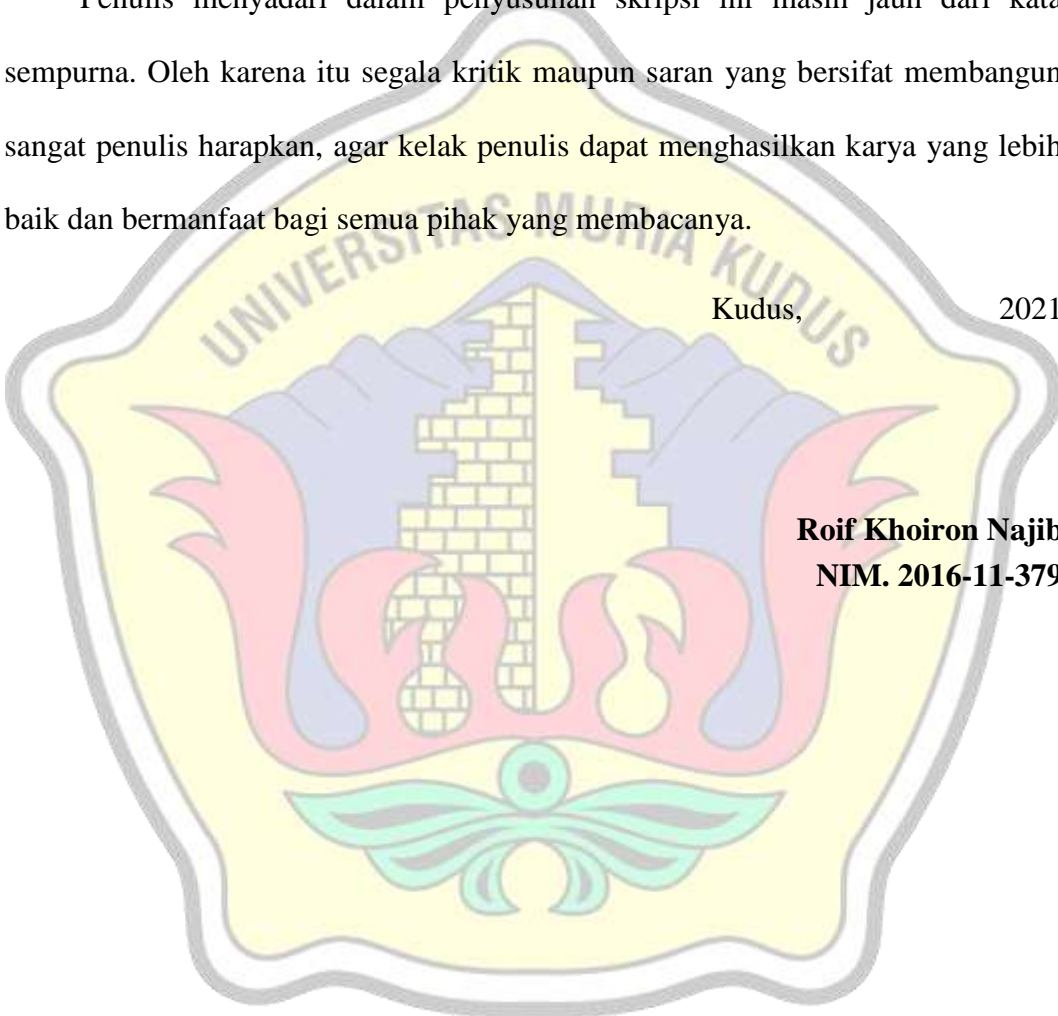 Penulis menyadari dalam penyusunan skripsi ini masih jauh dari kata
sempurna. Oleh karena itu segala kritik maupun saran yang bersifat membangun
sangat penulis harapkan, agar kelak penulis dapat menghasilkan karya yang lebih
baik dan bermanfaat bagi semua pihak yang membacanya.
UNIVERSITAS MURIA KUDUS
Kudus, 2021
Roif Khoiron Najib
NIM. 2016-11-379